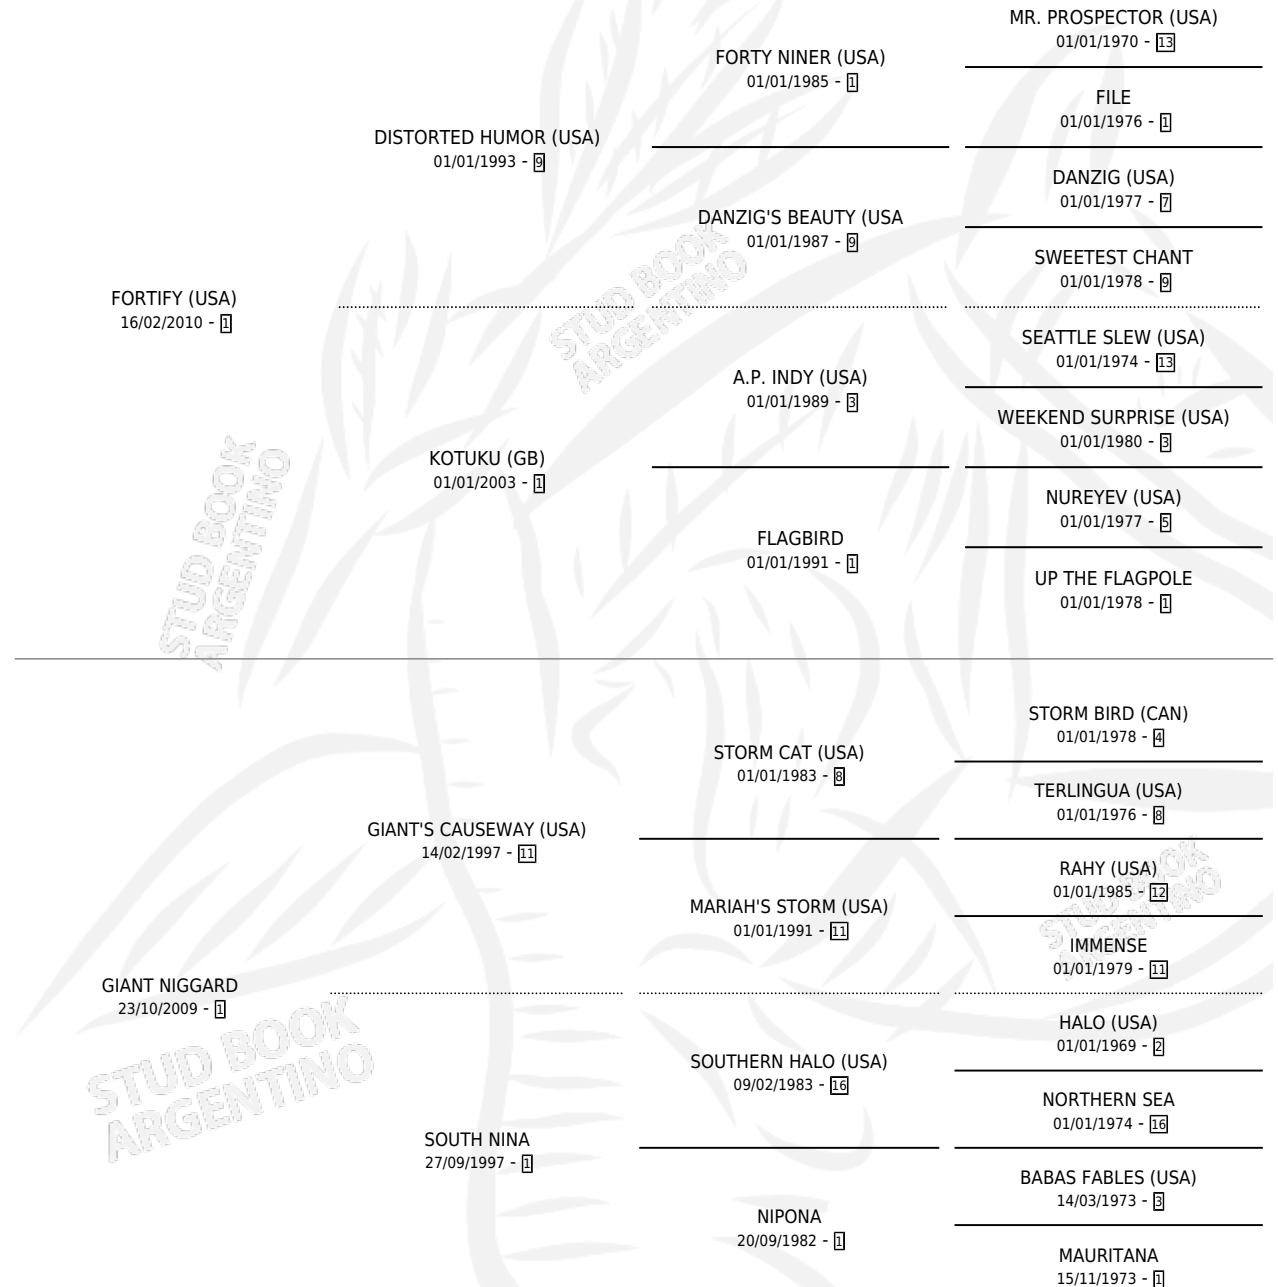 MR. PROSPECTOR (USA)
01/01/1970 - 13
FORTY NINER (USA)
01/01/1985 - 1
FILE
01/01/1976 - 1
DISTORTED HUMOR (USA)
01/01/1993 - 9
DANZIG (USA)
01/01/1977 - 7
DANZIG'S BEAUTY (USA
01/01/1987 - 9
SWEETEST CHANT
01/01/1978 - 9
FORTIFY (USA)
16/02/2010 - 1
STUD BOOK
ARGENTINO
SEATTLE SLEW (USA)
01/01/1974 - 13
A.P. INDY (USA)
01/01/1989 - 3
WEEKEND SURPRISE (USA)
01/01/1980 - 3
KOTUKU (GB)
01/01/2003 - 1
NUREYEV (USA)
01/01/1977 - 5
FLAGBIRD
01/01/1991 - 1
UP THE FLAGPOLE
01/01/1978 - 1
STUD BOOK
ARGENTINO
STORM BIRD (CAN)
01/01/1978 - 4
STORM CAT (USA)
01/01/1983 - 8
TERLINGUA (USA)
01/01/1976 - 8
GIANT'S CAUSEWAY (USA)
14/02/1997 - 11
RAHY (USA)
01/01/1985 - 12
MARIAH'S STORM (USA)
01/01/1991 - 11
STUD BOOK
ARGENTINO
IMMENSE
01/01/1979 - 11
GIANT NIGGARD
23/10/2009 - 1
HALO (USA)
01/01/1969 - 2
SOUTHERN HALO (USA)
09/02/1983 - 16
STUD BOOK
ARGENTINO
NORTHERN SEA
01/01/1974 - 16
SOUTH NINA
27/09/1997 - 1
BABAS FABLES (USA)
14/03/1973 - 3
NIPONA
20/09/1982 - 1
MAURITANA
15/11/1973 - 1